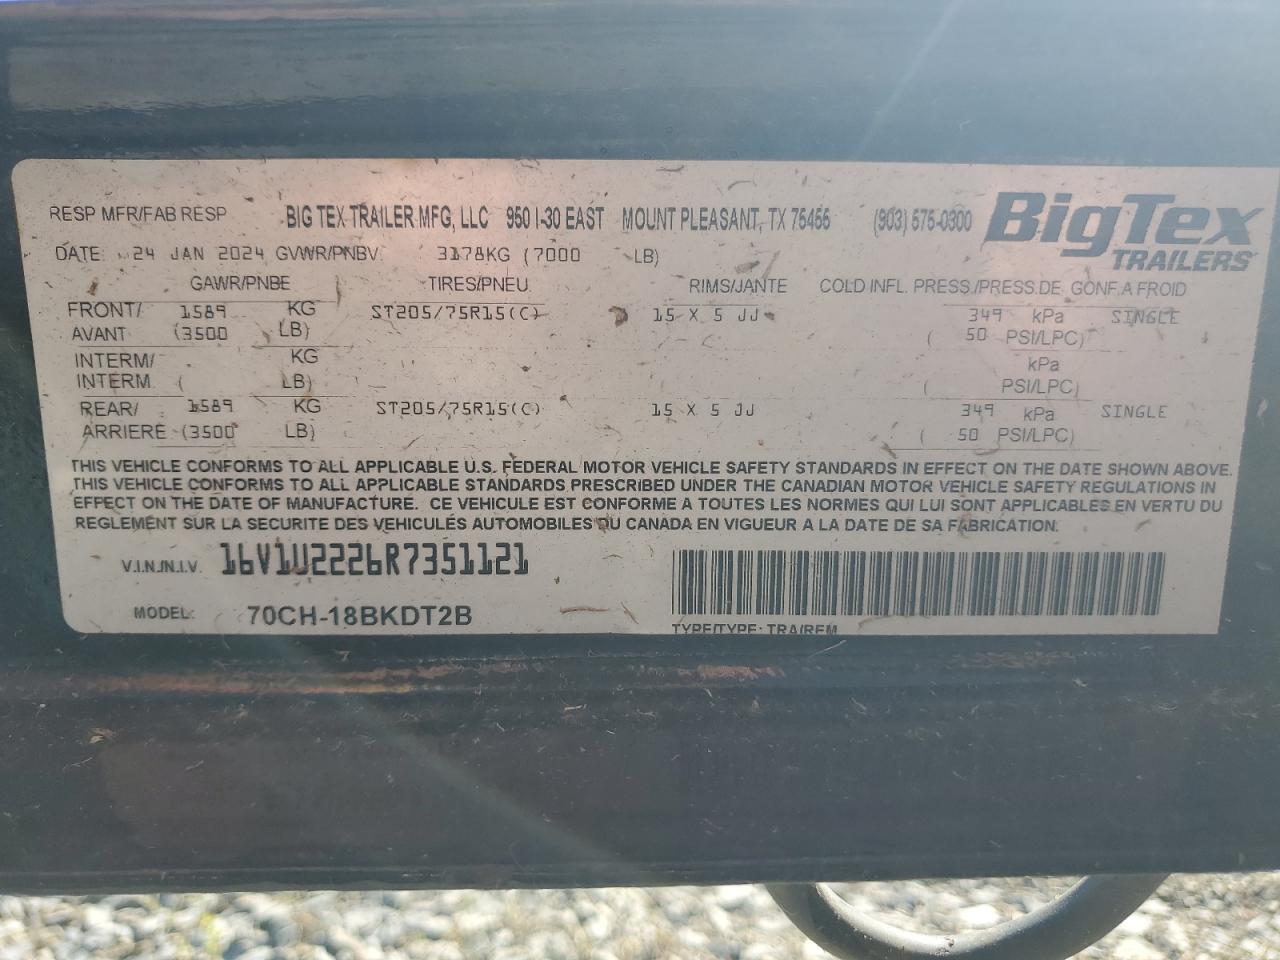 RESP MFR/FAB RESP BIG TEX TRAILER MFG, LLC 950 I-30 EAST MOUNT PLEASANT, TX 75455 (903) 575-0300 BigTex TRAILERS
DATE: 24 JAN 2024 GVWR/PNBV 3178KG (7000 LB)
GAWR/PNBE TIRES/PNEU RIMS/JANTE COLD INFL. PRESS./PRESS.DE. GONF.A FROID
FRONT/ 1589 KG ST205/75R15(C) 15 X 5 JJ 349 kPa SINGLE
AVANT (3500 LB) ( 50 PSI/LPC)
INTERM/ KG kPa
INTERM ( LB) ( PSI/LPC)
REAR/ 1589 KG ST205/75R15(C) 15 X 5 JJ 349 kPa SINGLE
ARRIERE (3500 LB) ( 50 PSI/LPC)
THIS VEHICLE CONFORMS TO ALL APPLICABLE U.S. FEDERAL MOTOR VEHICLE SAFETY STANDARDS IN EFFECT ON THE DATE SHOWN ABOVE.
THIS VEHICLE CONFORMS TO ALL APPLICABLE STANDARDS PRESCRIBED UNDER THE CANADIAN MOTOR VEHICLE SAFETY REGULATIONS IN
EFFECT ON THE DATE OF MANUFACTURE. CE VEHICULE EST CONFORME A TOUTES LES NORMES QUI LUI SONT APPLICABLES EN VERTU DU
REGLEMENT SUR LA SECURITE DES VEHICULES AUTOMOBILES DU CANADA EN VIGUEUR A LA DATE DE SA FABRICATION.
V.I.N./N.I.V. 16V1U2226R7351121
MODEL: 70CH-18BKDT2B
TYPE/TYPE: TRA/REM